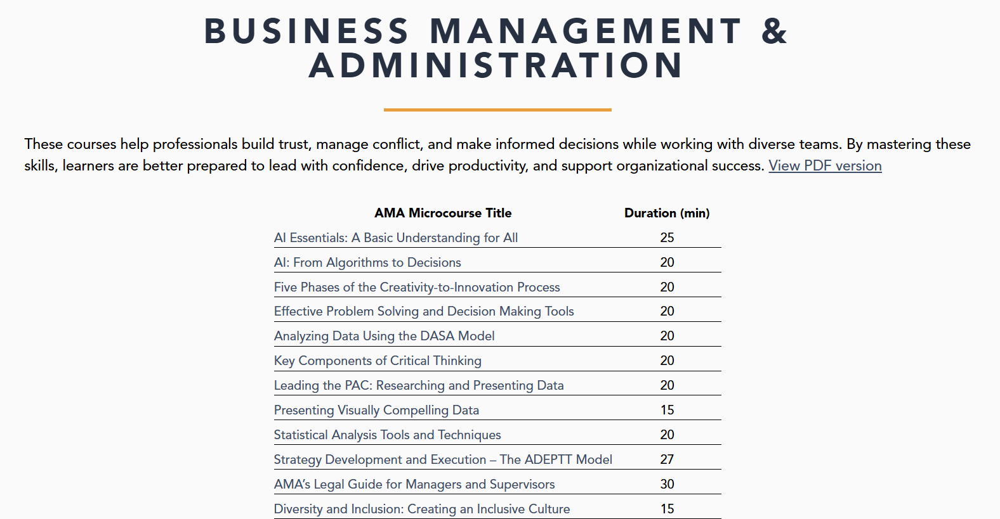 BUSINESS MANAGEMENT &
ADMINISTRATION
These courses help professionals build trust, manage conflict, and make informed decisions while working with diverse teams. By mastering these
skills, learners are better prepared to lead with confidence, drive productivity, and support organizational success. View PDF version
AMA Microcourse Title Duration (min)
AI Essentials: A Basic Understanding for All 25
AI: From Algorithms to Decisions 20
Five Phases of the Creativity-to-Innovation Process 20
Effective Problem Solving and Decision Making Tools 20
Analyzing Data Using the DASA Model 20
Key Components of Critical Thinking 20
Leading the PAC: Researching and Presenting Data 20
Presenting Visually Compelling Data 15
Statistical Analysis Tools and Techniques 20
Strategy Development and Execution – The ADEPTT Model 27
AMA’s Legal Guide for Managers and Supervisors 30
Diversity and Inclusion: Creating an Inclusive Culture 15